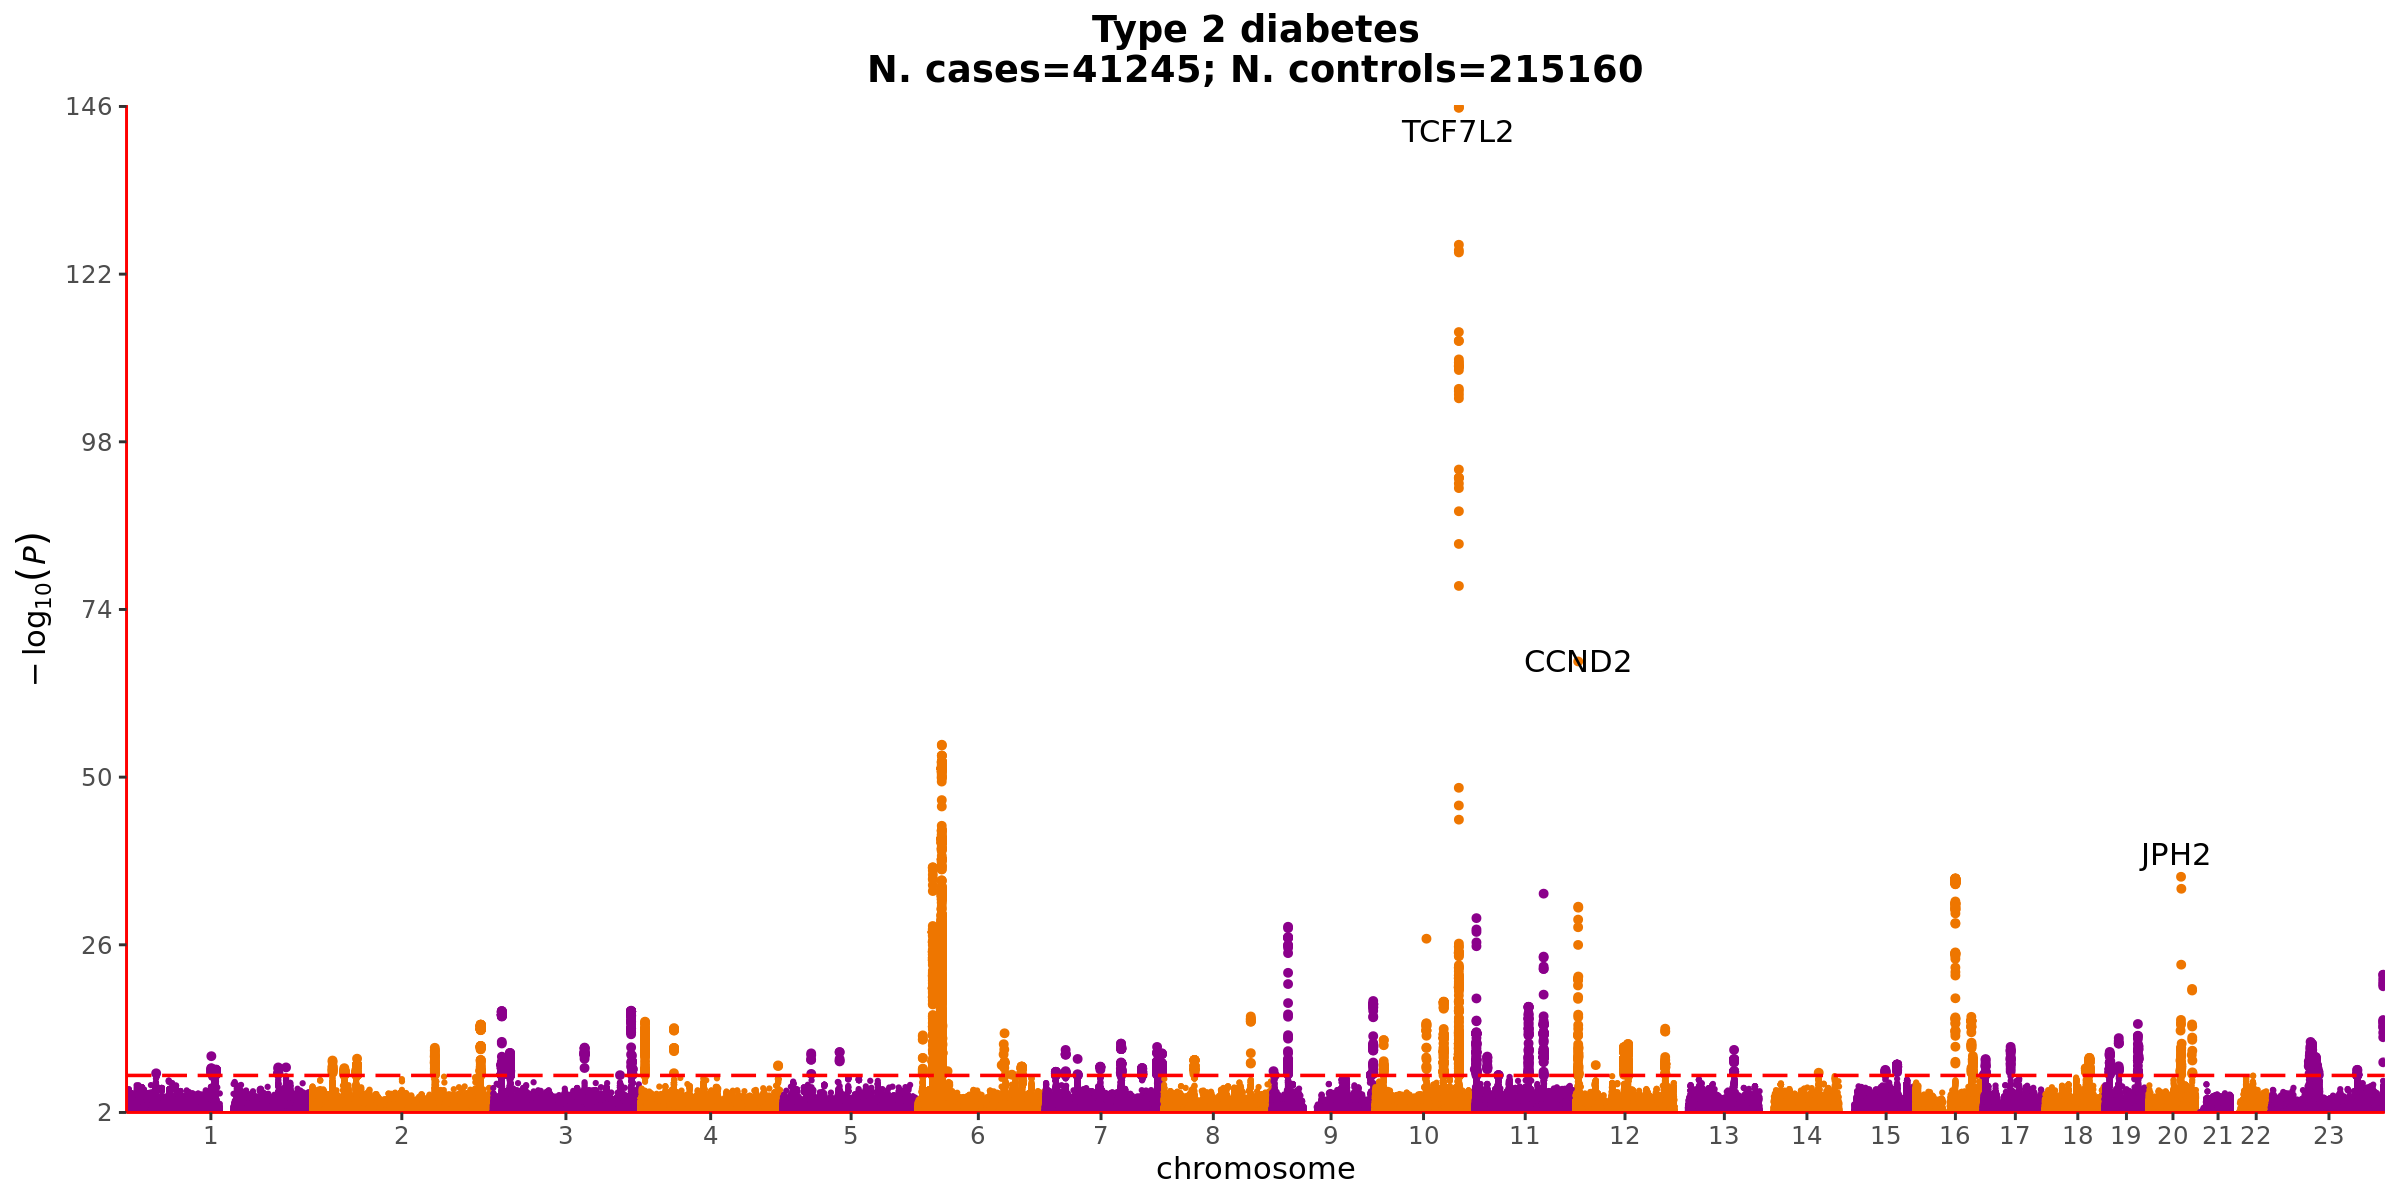 Type 2 diabetes
N. cases=41245; N. controls=215160
146
122
98
74
50
26
2
− log₁₀(P)
TCF7L2
CCND2
JPH2
1 2 3 4 5 6 7 8 9 10 11 12 13 14 15 16 17 18 19 20 21 22 23
chromosome